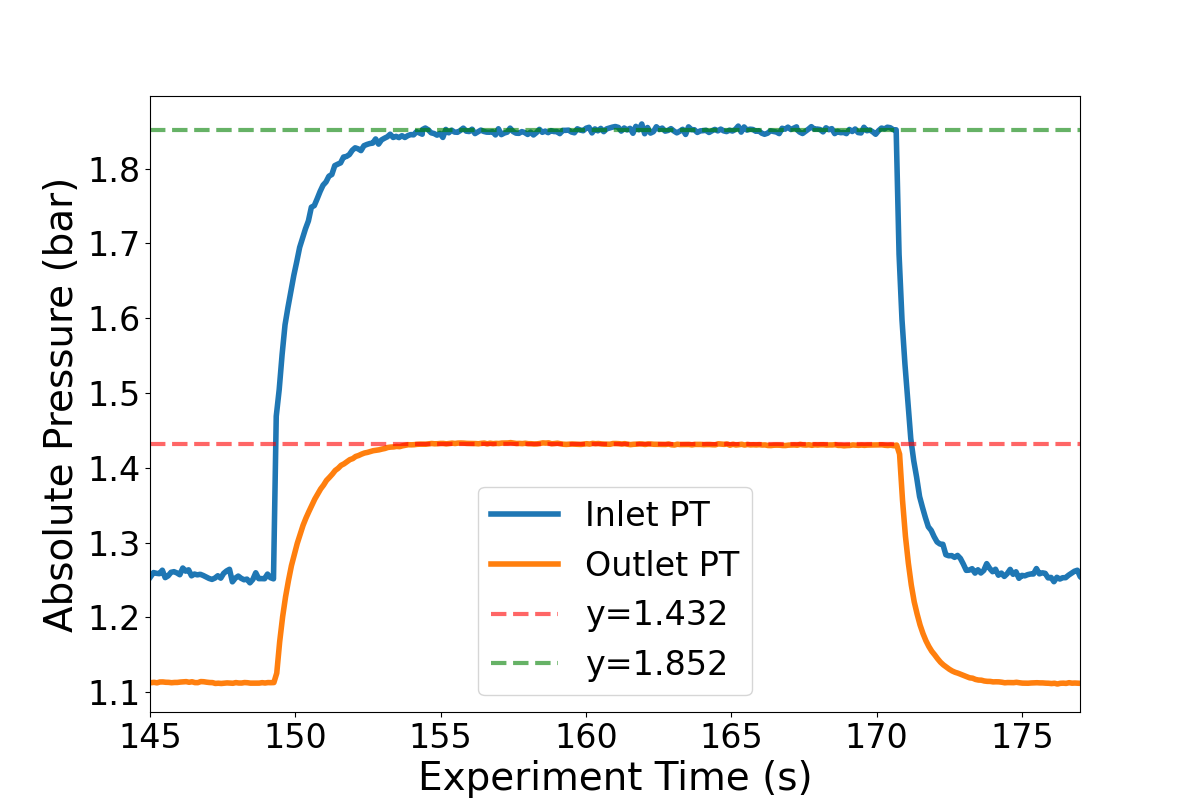 Absolute Pressure (bar)
1.8
1.7
1.6
1.5
1.4
1.3
1.2
1.1
Inlet PT
Outlet PT
y=1.432
y=1.852
145 150 155 160 165 170 175
Experiment Time (s)